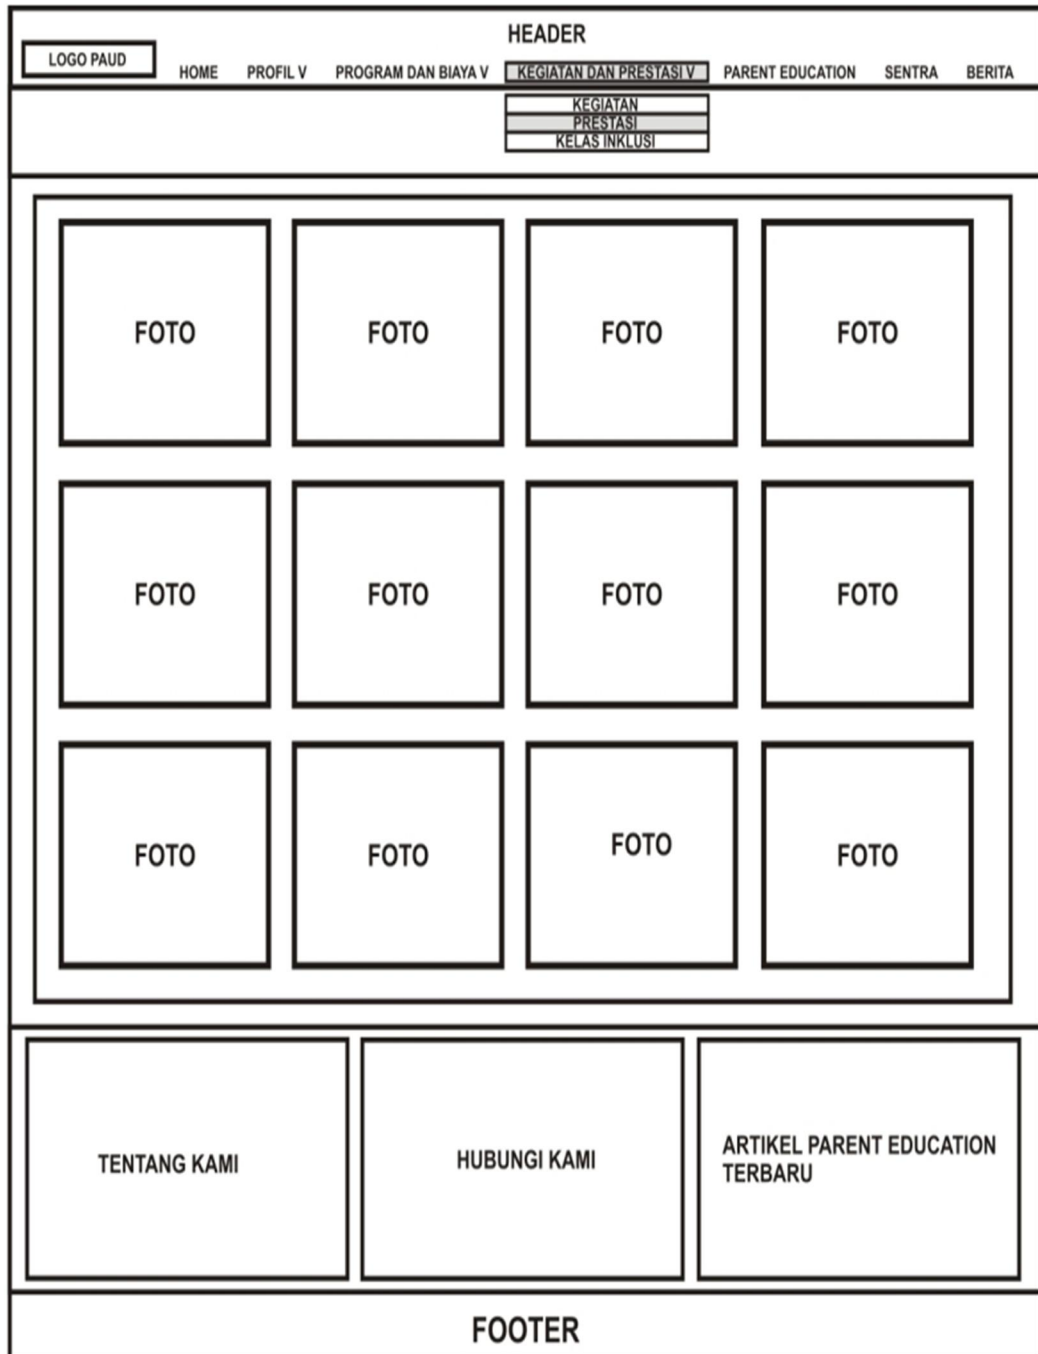 HEADER
LOGO PAUD
HOME PROFIL V PROGRAM DAN BIAYA V KEGIATAN DAN PRESTASI V PARENT EDUCATION SENTRA BERITA
KEGIATAN
PRESTASI
KELAS INKLUSI
FOTO FOTO FOTO FOTO
FOTO FOTO FOTO FOTO
FOTO FOTO FOTO FOTO
TENTANG KAMI
HUBUNGI KAMI
ARTIKEL PARENT EDUCATION
TERBARU
FOOTER